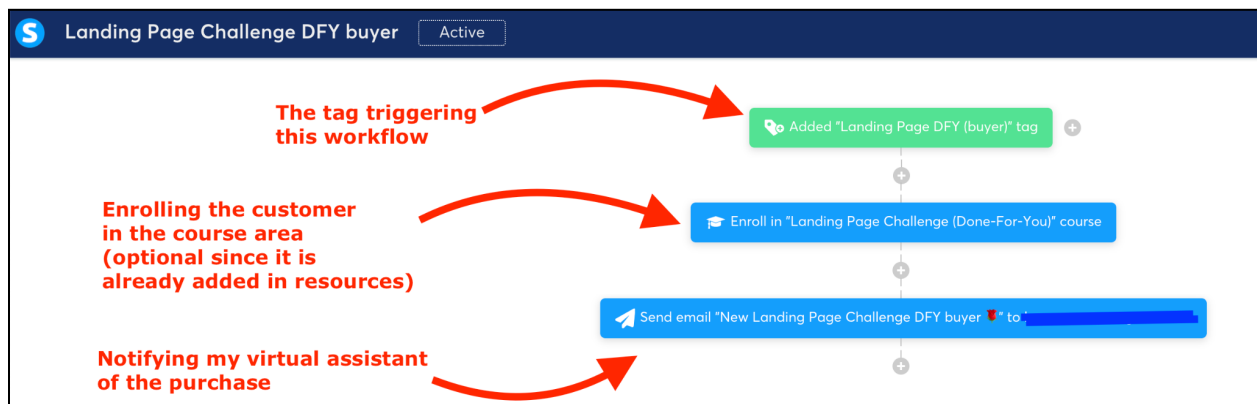 S Landing Page Challenge DFY buyer Active
The tag triggering
this workflow
Added "Landing Page DFY (buyer)" tag
Enrolling the customer
in the course area
(optional since it is
already added in resources)
Enroll in "Landing Page Challenge (Done-For-You)" course
Send email "New Landing Page Challenge DFY buyer 🌹" to
Notifying my virtual assistant
of the purchase